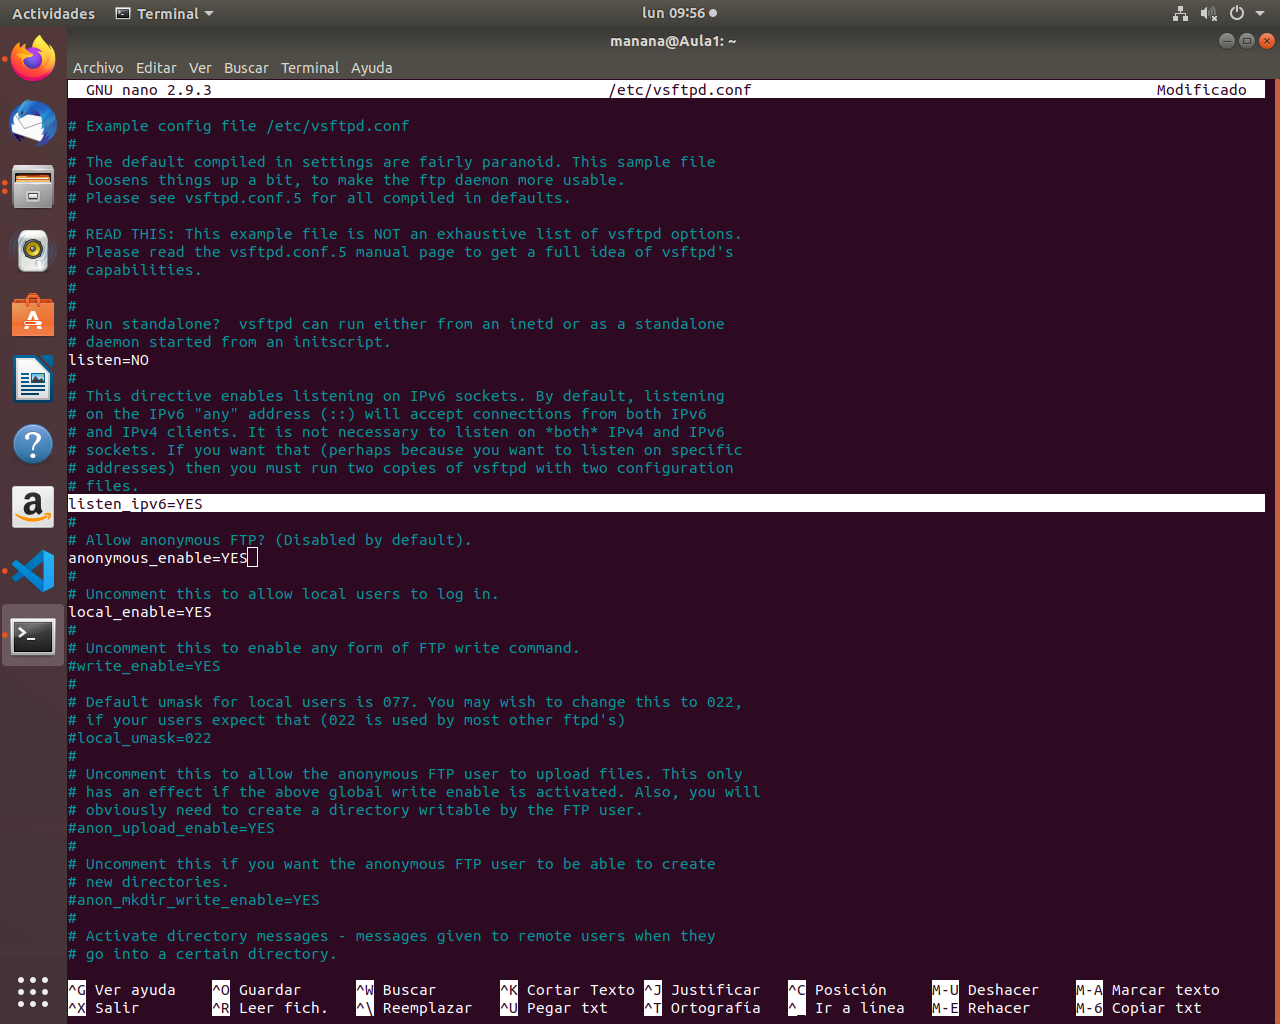 Actividades Terminal lun 09:56
manana@Aula1: ~
Archivo Editar Ver Buscar Terminal Ayuda
GNU nano 2.9.3 /etc/vsftpd.conf Modificado
# Example config file /etc/vsftpd.conf
#
# The default compiled in settings are fairly paranoid. This sample file
# loosens things up a bit, to make the ftp daemon more usable.
# Please see vsftpd.conf.5 for all compiled in defaults.
#
# READ THIS: This example file is NOT an exhaustive list of vsftpd options.
# Please read the vsftpd.conf.5 manual page to get a full idea of vsftpd's
# capabilities.
#
#
# Run standalone?  vsftpd can run either from an inetd or as a standalone
# daemon started from an initscript.
listen=NO
#
# This directive enables listening on IPv6 sockets. By default, listening
# on the IPv6 "any" address (::) will accept connections from both IPv6
# and IPv4 clients. It is not necessary to listen on *both* IPv4 and IPv6
# sockets. If you want that (perhaps because you want to listen on specific
# addresses) then you must run two copies of vsftpd with two configuration
# files.
listen_ipv6=YES
#
# Allow anonymous FTP? (Disabled by default).
anonymous_enable=YES
#
# Uncomment this to allow local users to log in.
local_enable=YES
#
# Uncomment this to enable any form of FTP write command.
#write_enable=YES
#
# Default umask for local users is 077. You may wish to change this to 022,
# if your users expect that (022 is used by most other ftpd's)
#local_umask=022
#
# Uncomment this to allow the anonymous FTP user to upload files. This only
# has an effect if the above global write enable is activated. Also, you will
# obviously need to create a directory writable by the FTP user.
#anon_upload_enable=YES
#
# Uncomment this if you want the anonymous FTP user to be able to create
# new directories.
#anon_mkdir_write_enable=YES
#
# Activate directory messages - messages given to remote users when they
# go into a certain directory.
^G Ver ayuda ^O Guardar ^W Buscar ^K Cortar Texto ^J Justificar ^C Posición M-U Deshacer M-A Marcar texto
^X Salir ^R Leer fich. ^\ Reemplazar ^U Pegar txt ^T Ortografía ^_ Ir a línea M-E Rehacer M-6 Copiar txt